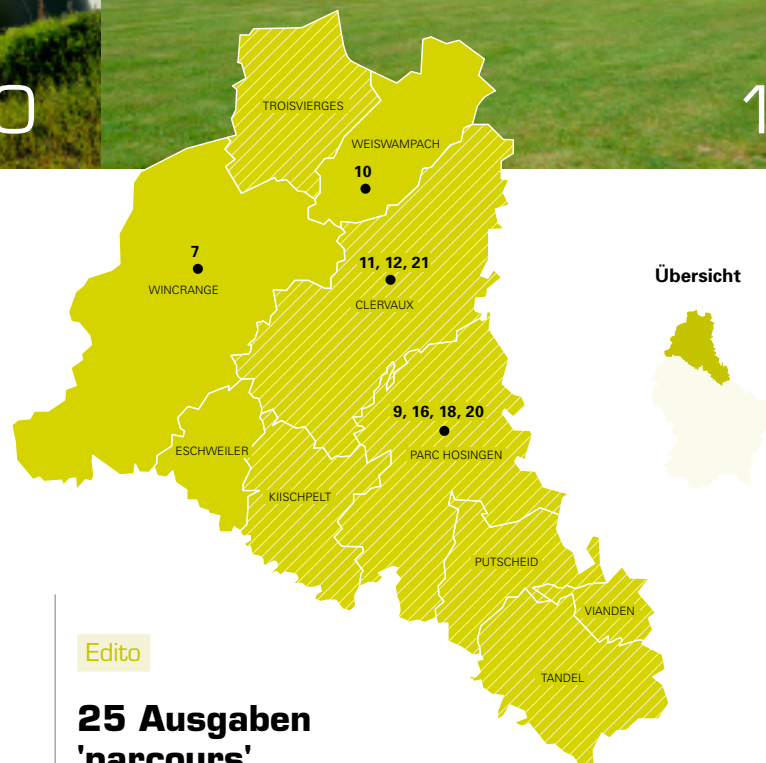 TROISVIERGES
WEISWAMPACH
10
7
WINCRANGE
11, 12, 21
CLERVAUX
Übersicht
9, 16, 18, 20
PARC HOSINGEN
ESCHWEILER
KIISCHPELT
PUTSCHEID
VIANDEN
TANDEL
Edito
25 Ausgaben
'parcours'